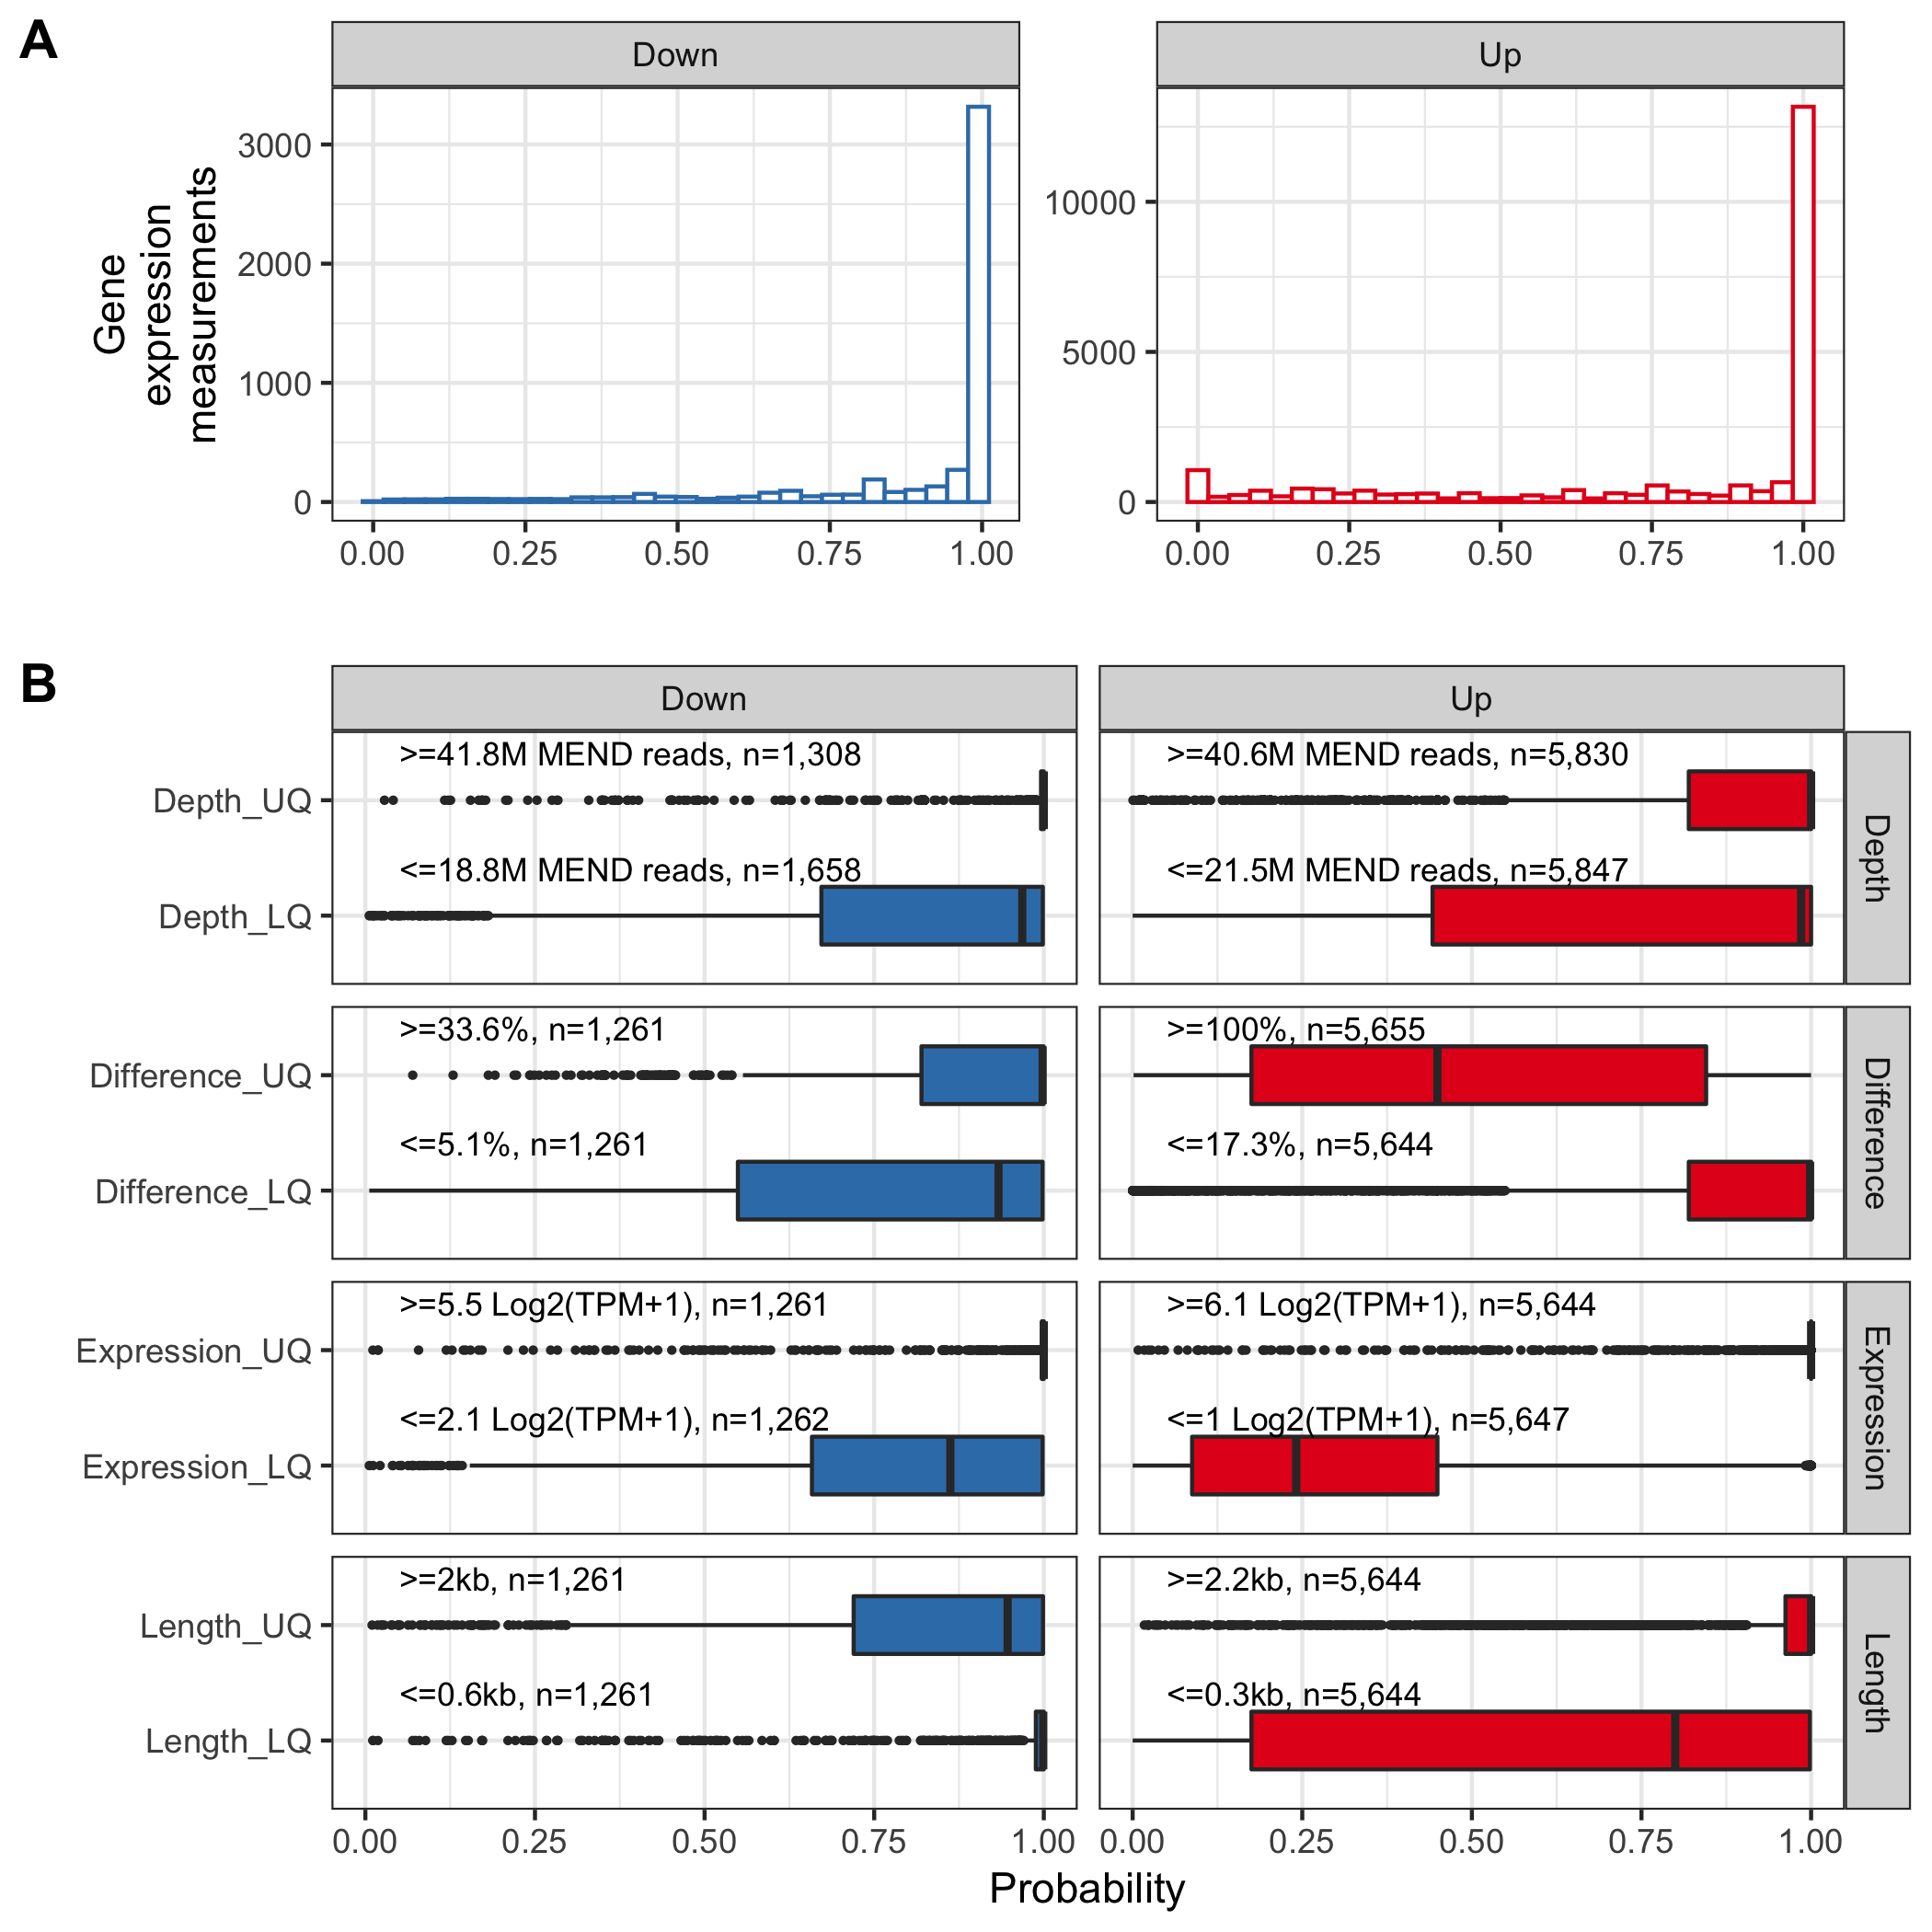 A
Down
Up
Gene
expression
measurements
3000
2000
1000
0
10000
5000
0
0.00 0.25 0.50 0.75 1.00
0.00 0.25 0.50 0.75 1.00
B
Down
Up
Depth_UQ
>=41.8M MEND reads, n=1,308
>=40.6M MEND reads, n=5,830
Depth_LQ
<=18.8M MEND reads, n=1,658
<=21.5M MEND reads, n=5,847
Depth
Difference_UQ
>=33.6%, n=1,261
>=100%, n=5,655
Difference_LQ
<=5.1%, n=1,261
<=17.3%, n=5,644
Difference
Expression_UQ
>=5.5 Log2(TPM+1), n=1,261
>=6.1 Log2(TPM+1), n=5,644
Expression_LQ
<=2.1 Log2(TPM+1), n=1,262
<=1 Log2(TPM+1), n=5,647
Expression
Length_UQ
>=2kb, n=1,261
>=2.2kb, n=5,644
Length_LQ
<=0.6kb, n=1,261
<=0.3kb, n=5,644
Length
0.00 0.25 0.50 0.75 1.00
0.00 0.25 0.50 0.75 1.00
Probability